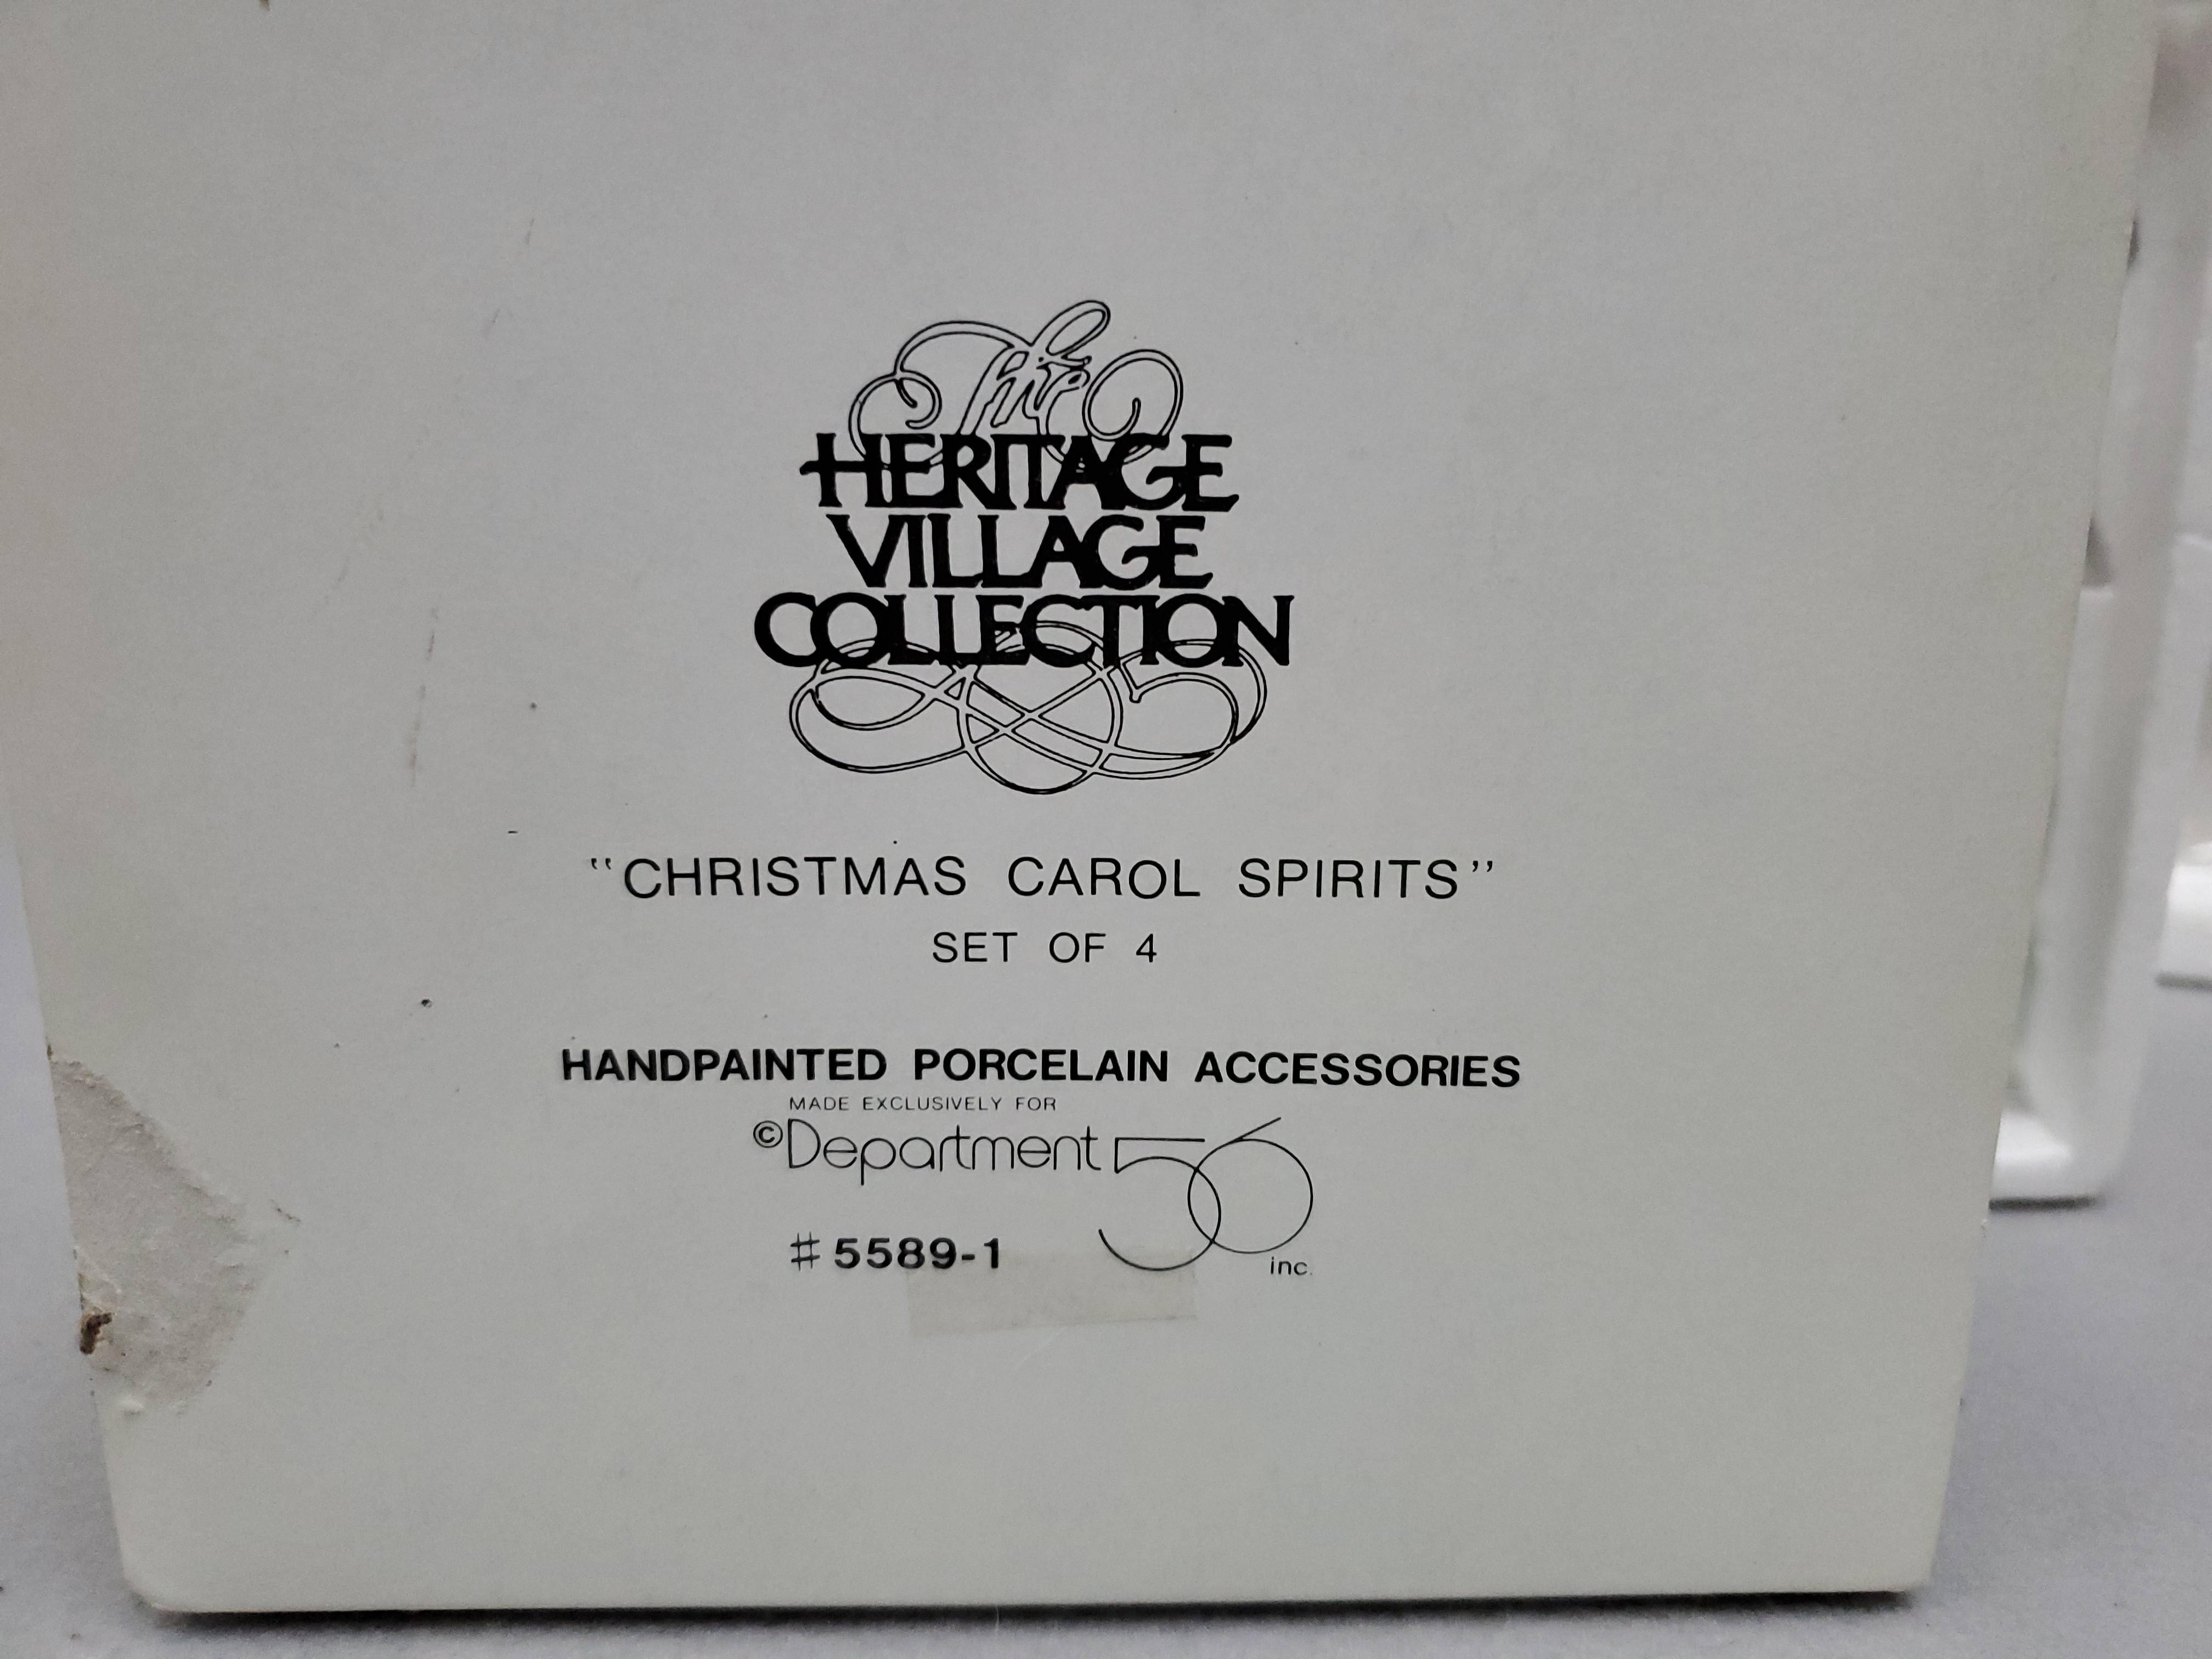 The
HERITAGE
VILLAGE
COLLECTION
"CHRISTMAS CAROL SPIRITS"
SET OF 4
HANDPAINTED PORCELAIN ACCESSORIES
MADE EXCLUSIVELY FOR
©Department 56
inc.
#5589-1